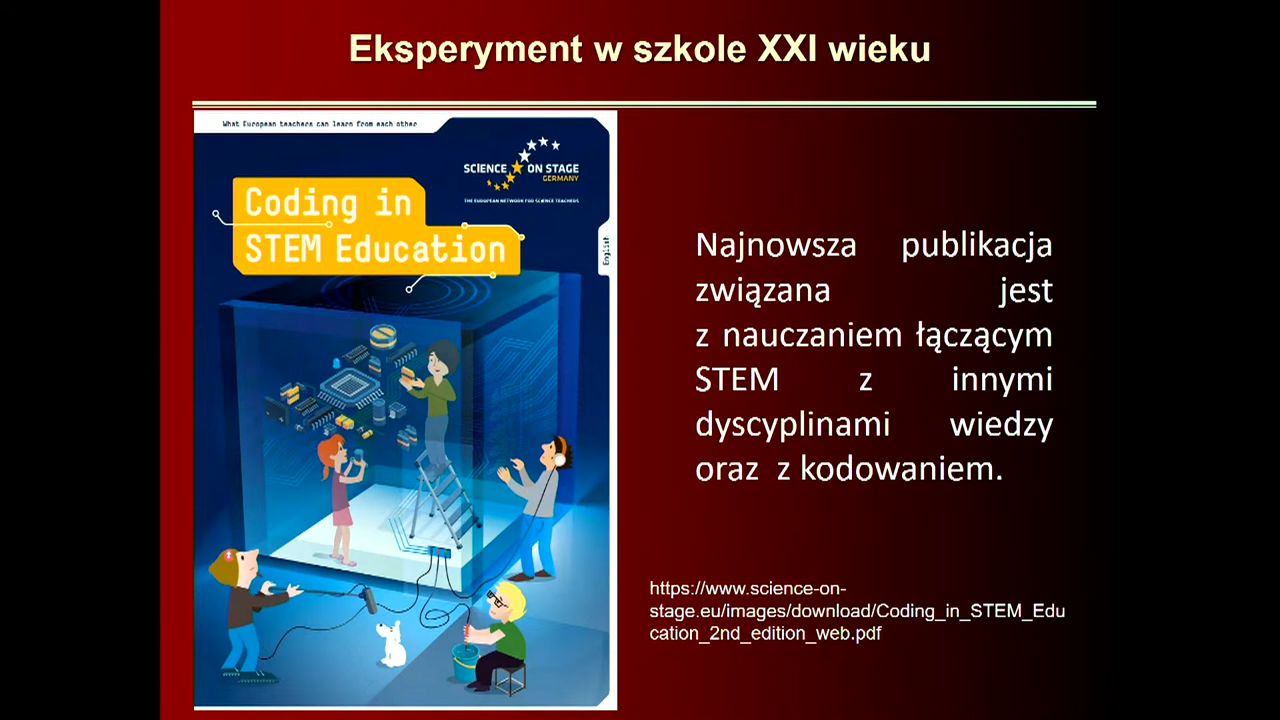 Eksperyment w szkole XXI wieku
What European teachers can learn from each other
SCIENCE ON STAGE
GERMANY
THE EUROPEAN NETWORK FOR SCIENCE TEACHERS
Coding in
STEM Education
English
Najnowsza publikacja
związana jest
z nauczaniem łączącym
STEM z innymi
dyscyplinami wiedzy
oraz z kodowaniem.
https://www.science-on-
stage.eu/images/download/Coding_in_STEM_Edu
cation_2nd_edition_web.pdf